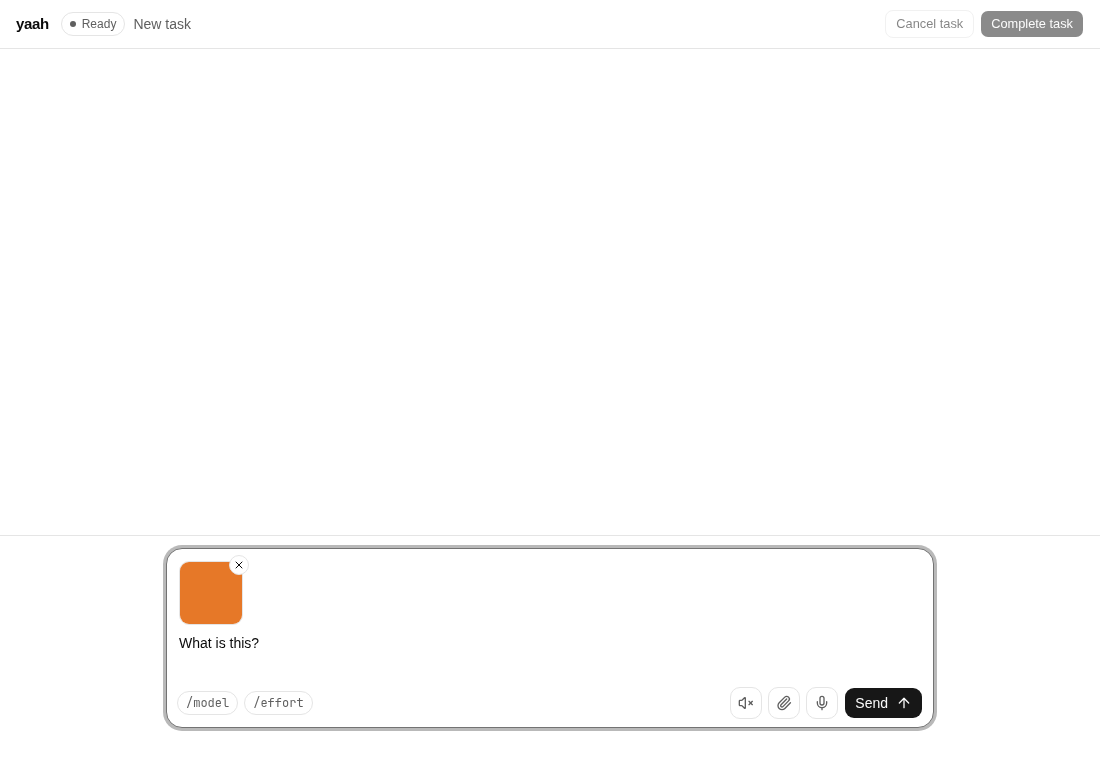 yaah
Ready
New task
Cancel task
Complete task
What is this?
/model
/effort
Send